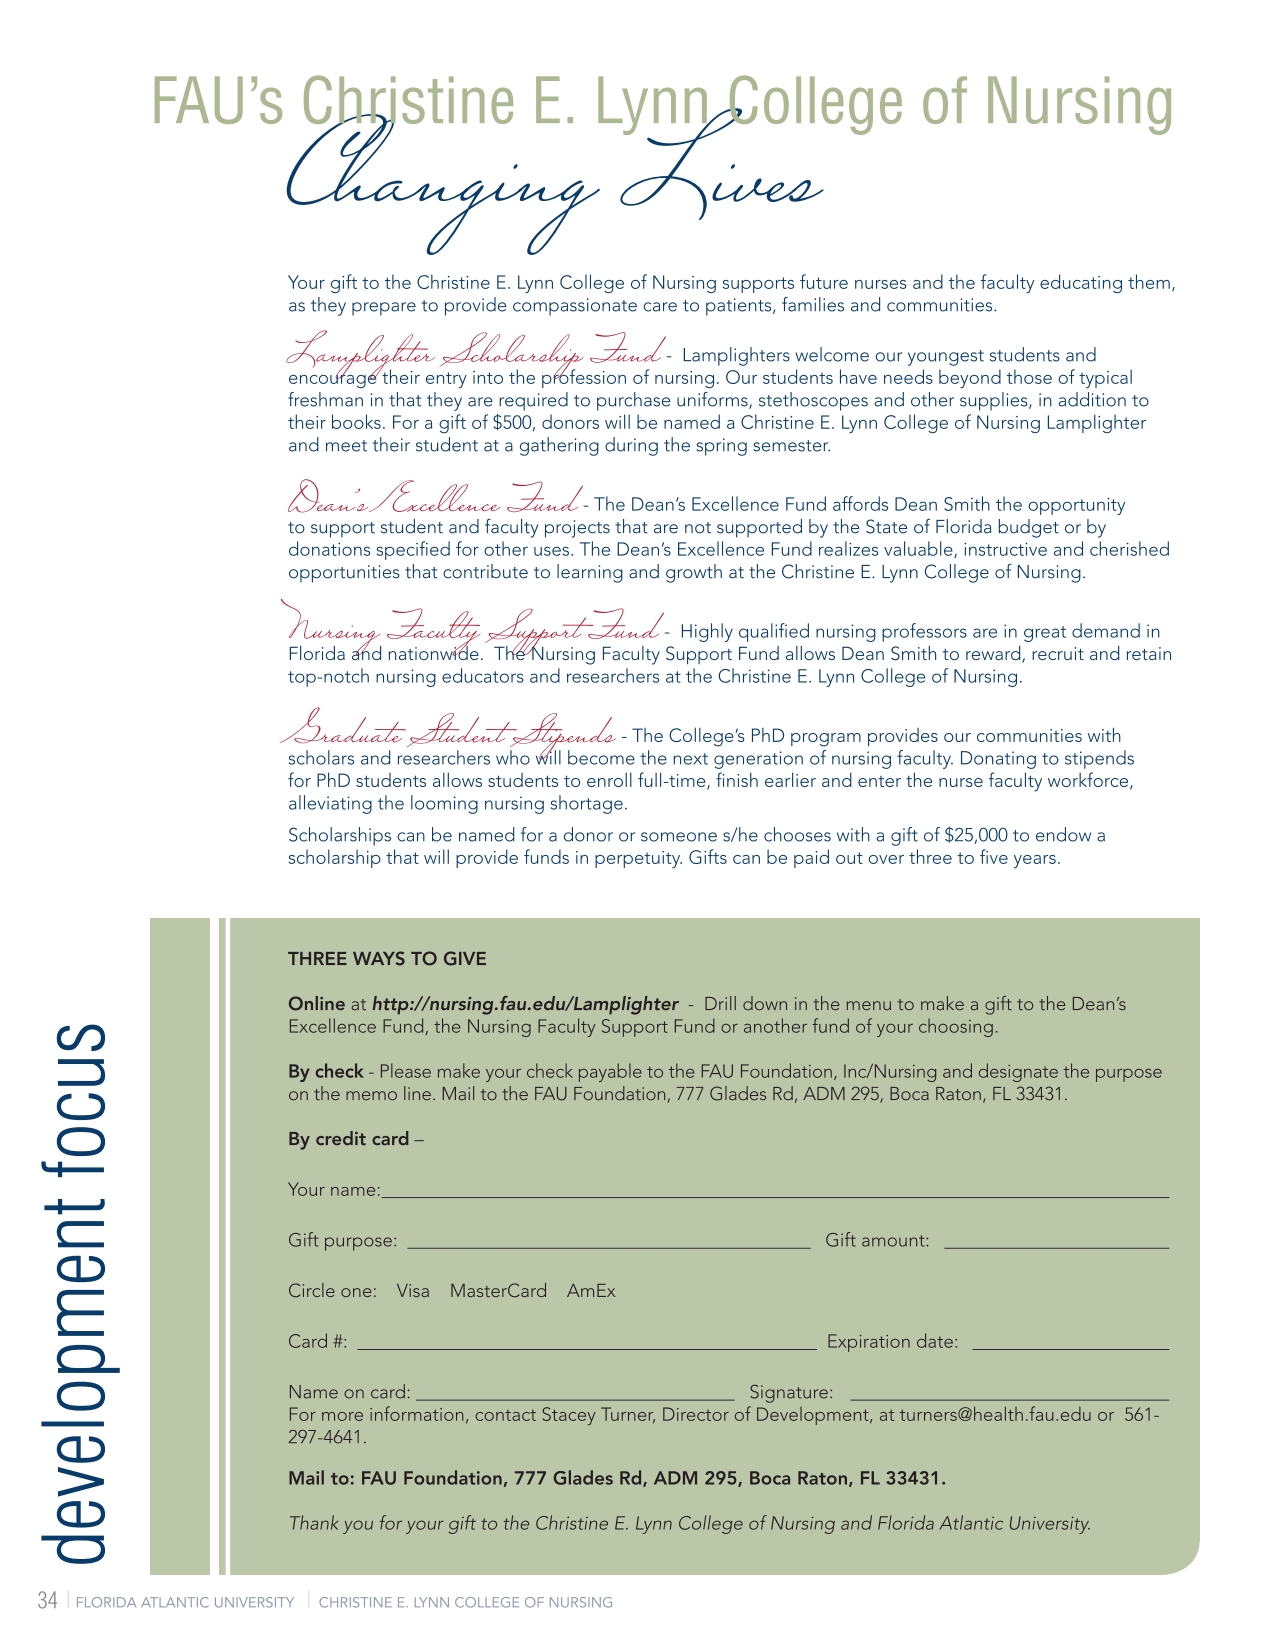 FAU's Christine E. Lynn College of Nursing
Changing Lives
Your gift to the Christine E. Lynn College of Nursing supports future nurses and the faculty educating them,
as they prepare to provide compassionate care to patients, families and communities.
Lamplighter Scholarship Fund - Lamplighters welcome our youngest students and
encourage their entry into the profession of nursing. Our students have needs beyond those of typical
freshman in that they are required to purchase uniforms, stethoscopes and other supplies, in addition to
their books. For a gift of $500, donors will be named a Christine E. Lynn College of Nursing Lamplighter
and meet their student at a gathering during the spring semester.
Dean's Excellence Fund - The Dean's Excellence Fund affords Dean Smith the opportunity
to support student and faculty projects that are not supported by the State of Florida budget or by
donations specified for other uses. The Dean's Excellence Fund realizes valuable, instructive and cherished
opportunities that contribute to learning and growth at the Christine E. Lynn College of Nursing.
Nursing Faculty Support Fund - Highly qualified nursing professors are in great demand in
Florida and nationwide. The Nursing Faculty Support Fund allows Dean Smith to reward, recruit and retain
top-notch nursing educators and researchers at the Christine E. Lynn College of Nursing.
Graduate Student Stipends - The College's PhD program provides our communities with
scholars and researchers who will become the next generation of nursing faculty. Donating to stipends
for PhD students allows students to enroll full-time, finish earlier and enter the nurse faculty workforce,
alleviating the looming nursing shortage.
Scholarships can be named for a donor or someone s/he chooses with a gift of $25,000 to endow a
scholarship that will provide funds in perpetuity. Gifts can be paid out over three to five years.
THREE WAYS TO GIVE
Online at http://nursing.fau.edu/Lamplighter - Drill down in the menu to make a gift to the Dean's
Excellence Fund, the Nursing Faculty Support Fund or another fund of your choosing.
By check - Please make your check payable to the FAU Foundation, Inc/Nursing and designate the purpose
on the memo line. Mail to the FAU Foundation, 777 Glades Rd, ADM 295, Boca Raton, FL 33431.
By credit card –
Your name:
Gift purpose: Gift amount:
Circle one: Visa MasterCard AmEx
Card #: Expiration date:
Name on card: Signature:
For more information, contact Stacey Turner, Director of Development, at turners@health.fau.edu or 561-
297-4641.
Mail to: FAU Foundation, 777 Glades Rd, ADM 295, Boca Raton, FL 33431.
Thank you for your gift to the Christine E. Lynn College of Nursing and Florida Atlantic University.
development focus
34 | FLORIDA ATLANTIC UNIVERSITY | CHRISTINE E. LYNN COLLEGE OF NURSING